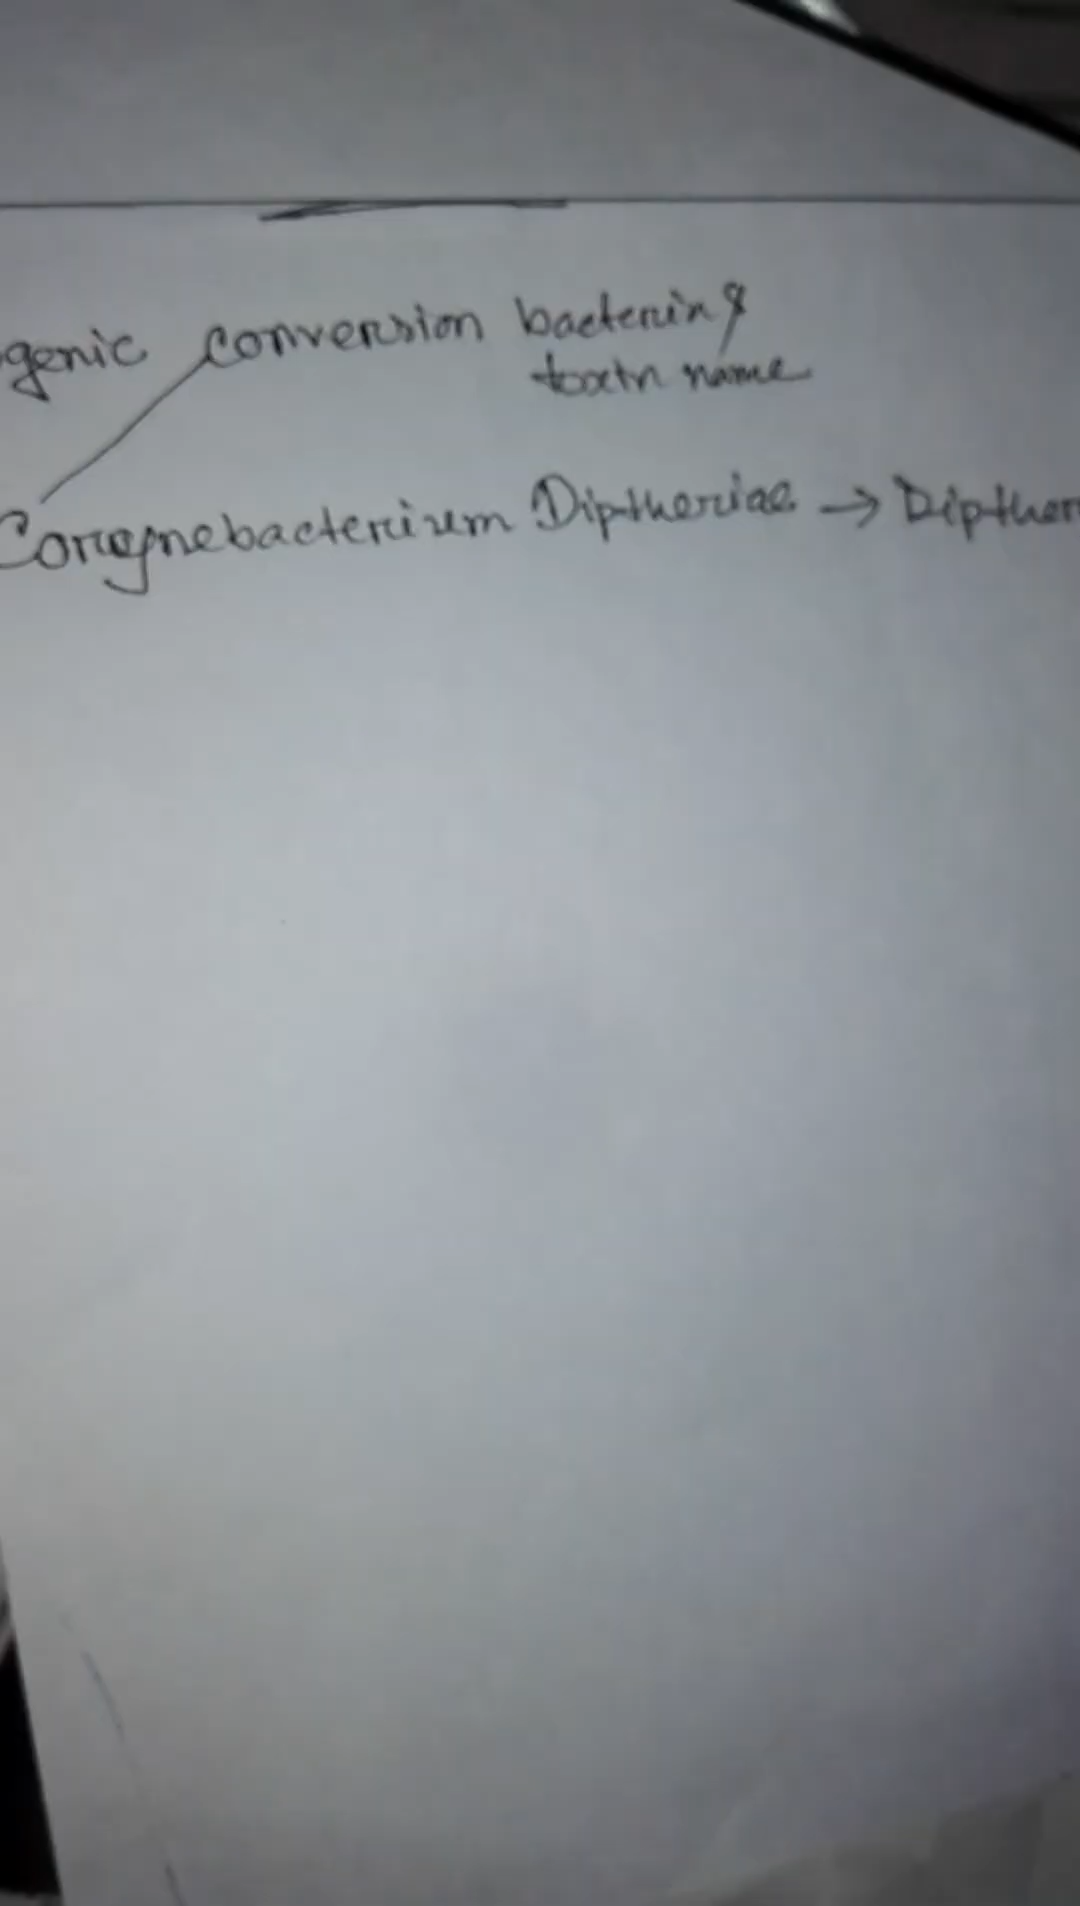 genic conversion bacteria &
toxin name
Corynebacterium Diptheriae → Dipther